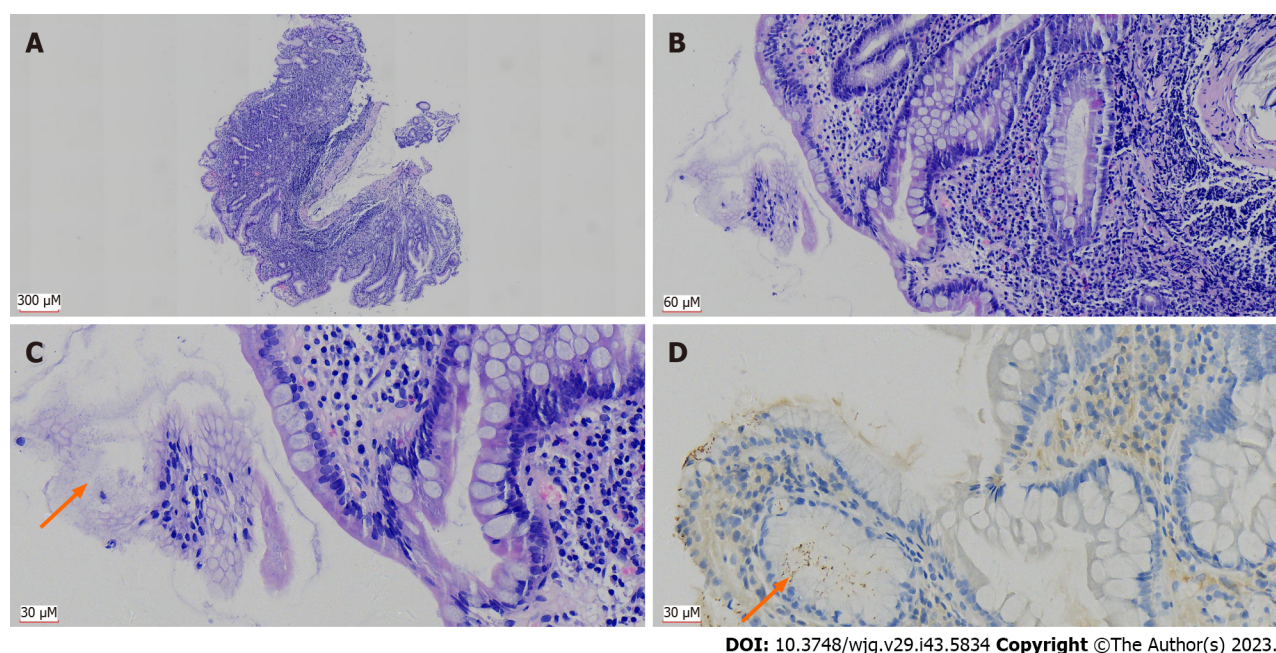 A
B
300 µM
60 µM
C
D
30 µM
30 µM
DOI: 10.3748/wjg.v29.i43.5834 Copyright ©The Author(s) 2023.